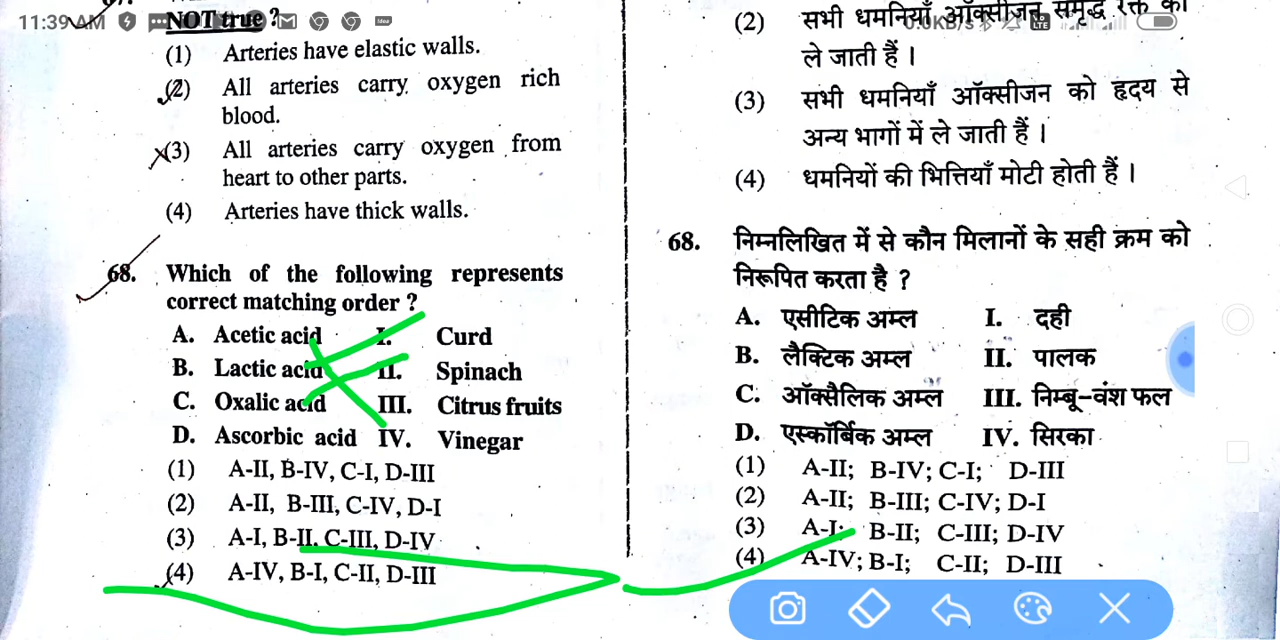 11:39 AM
NOT true ?
(1) Arteries have elastic walls.
(2) All arteries carry oxygen rich
blood.
(3) All arteries carry oxygen from
heart to other parts.
(4) Arteries have thick walls.
68. Which of the following represents
correct matching order ?
A. Acetic acid I. Curd
B. Lactic acid II. Spinach
C. Oxalic acid III. Citrus fruits
D. Ascorbic acid IV. Vinegar
(1) A-II, B-IV, C-I, D-III
(2) A-II, B-III, C-IV, D-I
(3) A-I, B-II, C-III, D-IV
(4) A-IV, B-I, C-II, D-III
(2) सभी धमनियाँ ऑक्सीजन समृद्ध रक्त को
ले जाती हैं ।
(3) सभी धमनियाँ ऑक्सीजन को हृदय से
अन्य भागों में ले जाती हैं ।
(4) धमनियों की भित्तियाँ मोटी होती हैं ।
68. निम्नलिखित में से कौन मिलानों के सही क्रम को
निरूपित करता है ?
A. एसीटिक अम्ल I. दही
B. लैक्टिक अम्ल II. पालक
C. ऑक्सैलिक अम्ल III. निम्बू-वंश फल
D. एस्कॉर्बिक अम्ल IV. सिरका
(1) A-II; B-IV; C-I; D-III
(2) A-II; B-III; C-IV; D-I
(3) A-I; B-II; C-III; D-IV
(4) A-IV; B-I; C-II; D-III